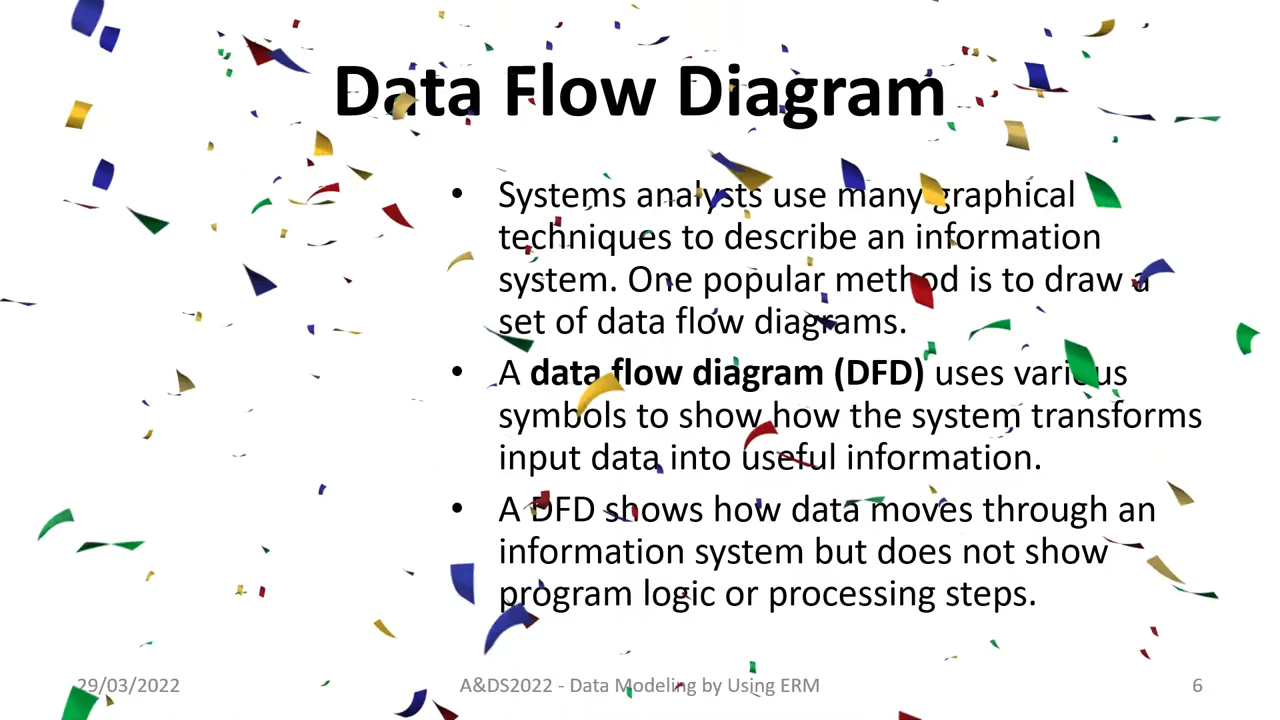 Data Flow Diagram
• Systems analysts use many graphical
techniques to describe an information
system. One popular method is to draw a
set of data flow diagrams.
• A data flow diagram (DFD) uses various
symbols to show how the system transforms
input data into useful information.
• A DFD shows how data moves through an
information system but does not show
program logic or processing steps.
29/03/2022
A&DS2022 - Data Modeling by Using ERM
6